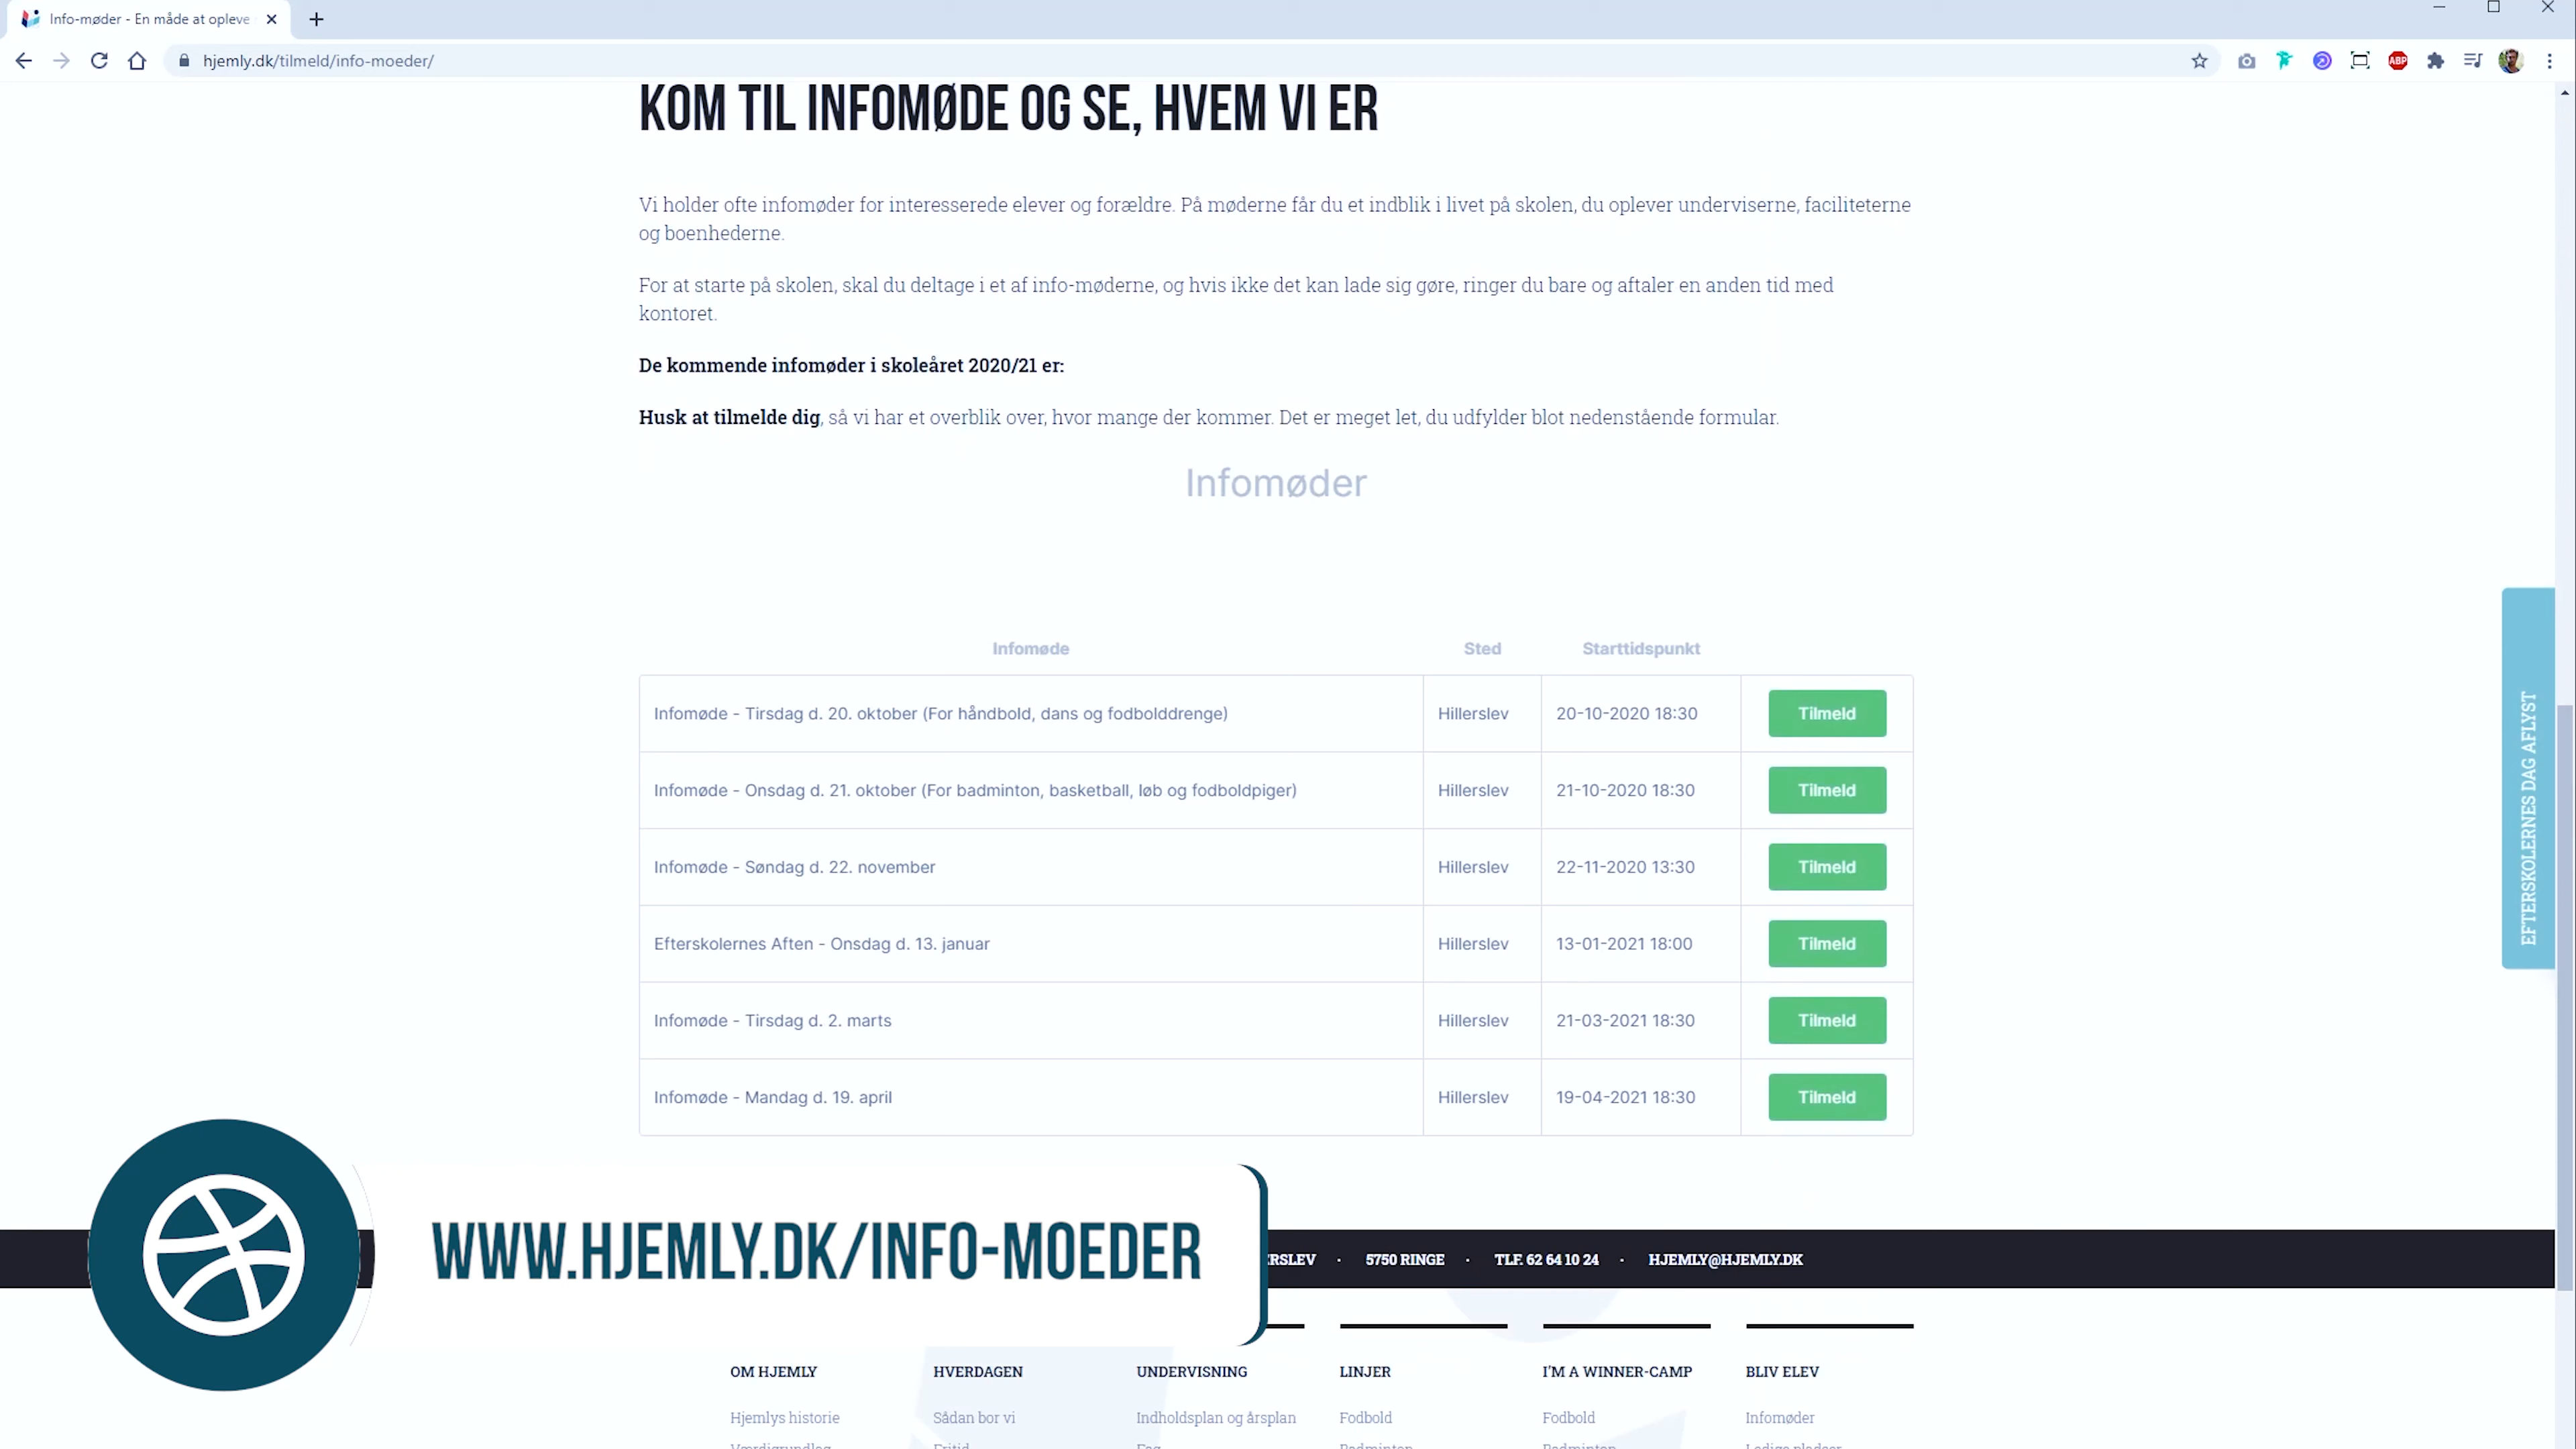 Info-møder - En måde at opleve
hjemly.dk/tilmeld/info-moeder/
ABP
KOM TIL INFOMØDE OG SE, HVEM VI ER
Vi holder ofte infomøder for interesserede elever og forældre. På møderne får du et indblik i livet på skolen, du oplever underviserne, faciliteterne
og boenhederne.
For at starte på skolen, skal du deltage i et af info-møderne, og hvis ikke det kan lade sig gøre, ringer du bare og aftaler en anden tid med
kontoret.
De kommende infomøder i skoleåret 2020/21 er:
Husk at tilmelde dig, så vi har et overblik over, hvor mange der kommer. Det er meget let, du udfylder blot nedenstående formular.
Infomøder
Infomøde Sted Starttidspunkt
Infomøde - Tirsdag d. 20. oktober (For håndbold, dans og fodbolddrenge) Hillerslev 20-10-2020 18:30 Tilmeld
Infomøde - Onsdag d. 21. oktober (For badminton, basketball, løb og fodboldpiger) Hillerslev 21-10-2020 18:30 Tilmeld
Infomøde - Søndag d. 22. november Hillerslev 22-11-2020 13:30 Tilmeld
Efterskolernes Aften - Onsdag d. 13. januar Hillerslev 13-01-2021 18:00 Tilmeld
Infomøde - Tirsdag d. 2. marts Hillerslev 21-03-2021 18:30 Tilmeld
Infomøde - Mandag d. 19. april Hillerslev 19-04-2021 18:30 Tilmeld
EFTERSKOLERNES DAG AFLYST
WWW.HJEMLY.DK/INFO-MOEDER
ERSLEV · 5750 RINGE · TLF. 62 64 10 24 · HJEMLY@HJEMLY.DK
OM HJEMLY HVERDAGEN UNDERVISNING LINJER I'M A WINNER-CAMP BLIV ELEV
Hjemlys historie Sådan bor vi Indholdsplan og årsplan Fodbold Fodbold Infomøder